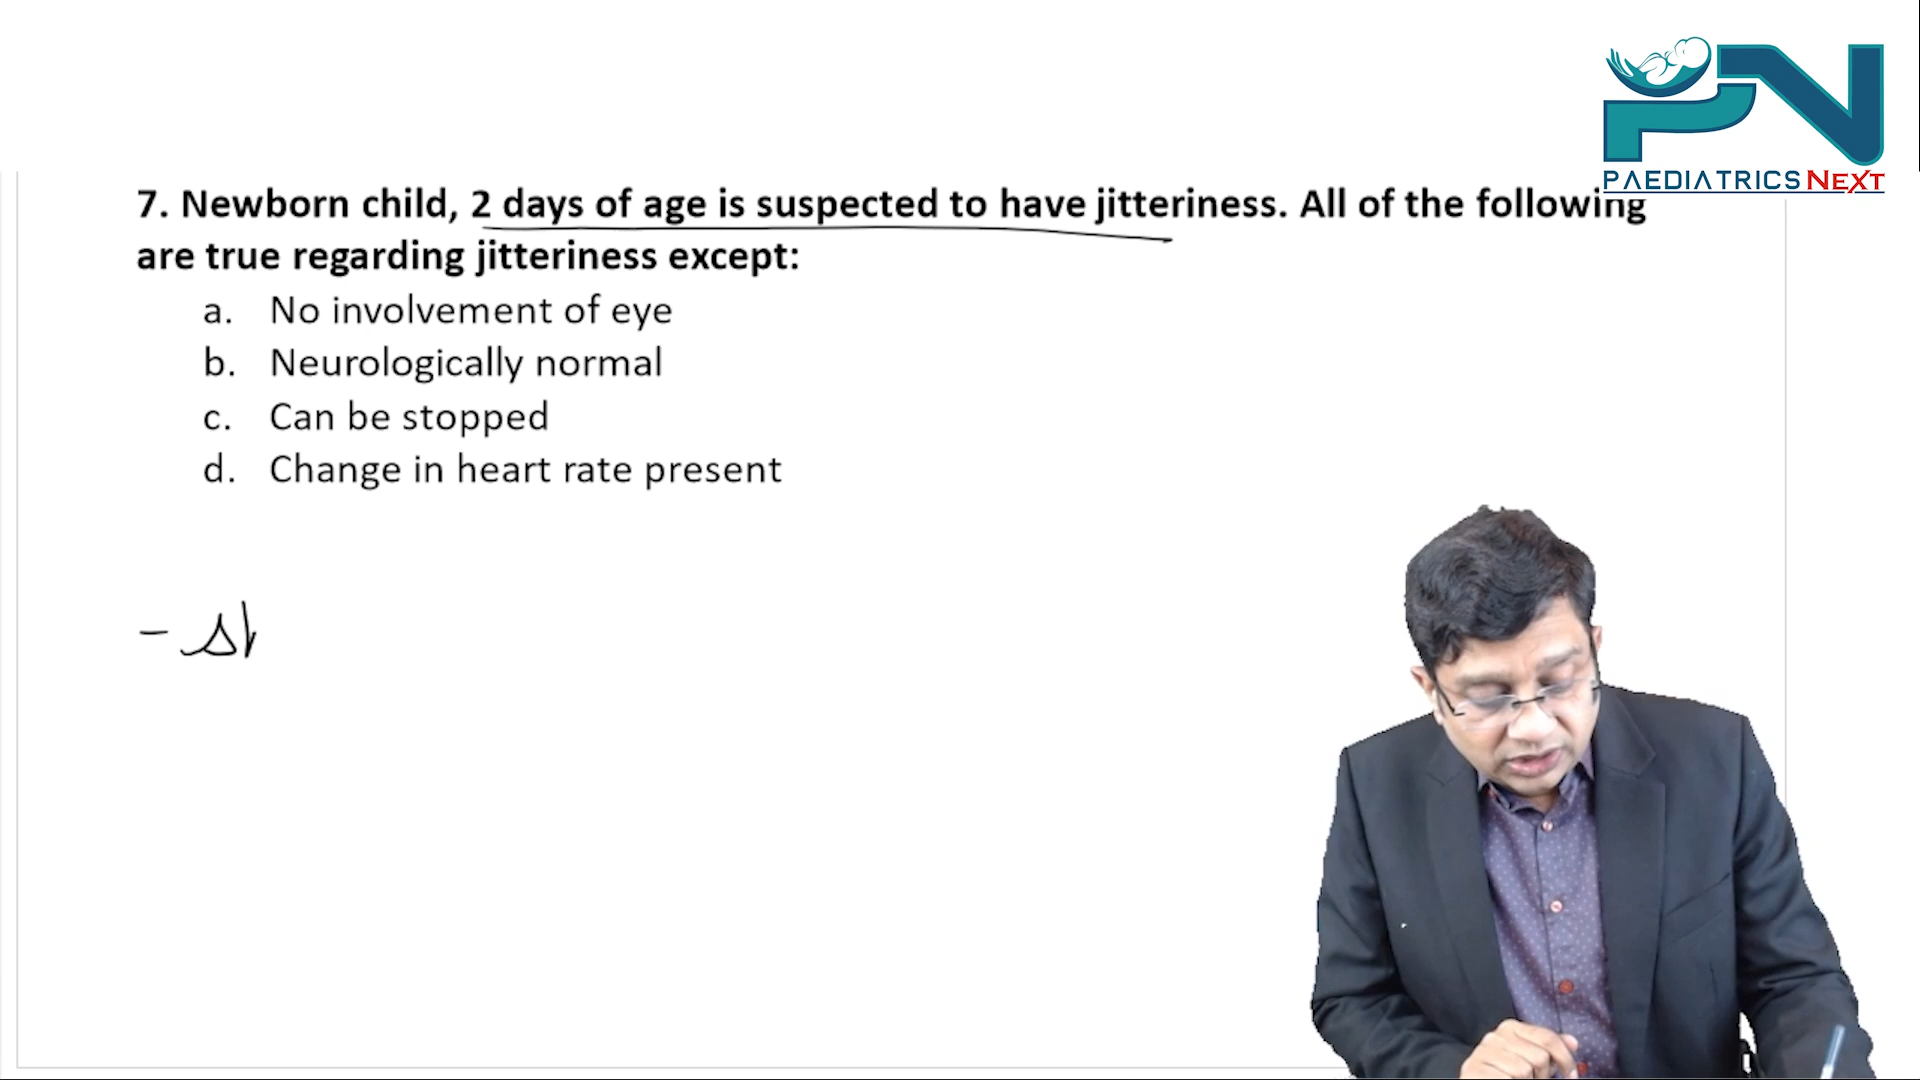 PAEDIATRICS NEXT
7. Newborn child, 2 days of age is suspected to have jitteriness. All of the following
are true regarding jitteriness except:
a. No involvement of eye
b. Neurologically normal
c. Can be stopped
d. Change in heart rate present